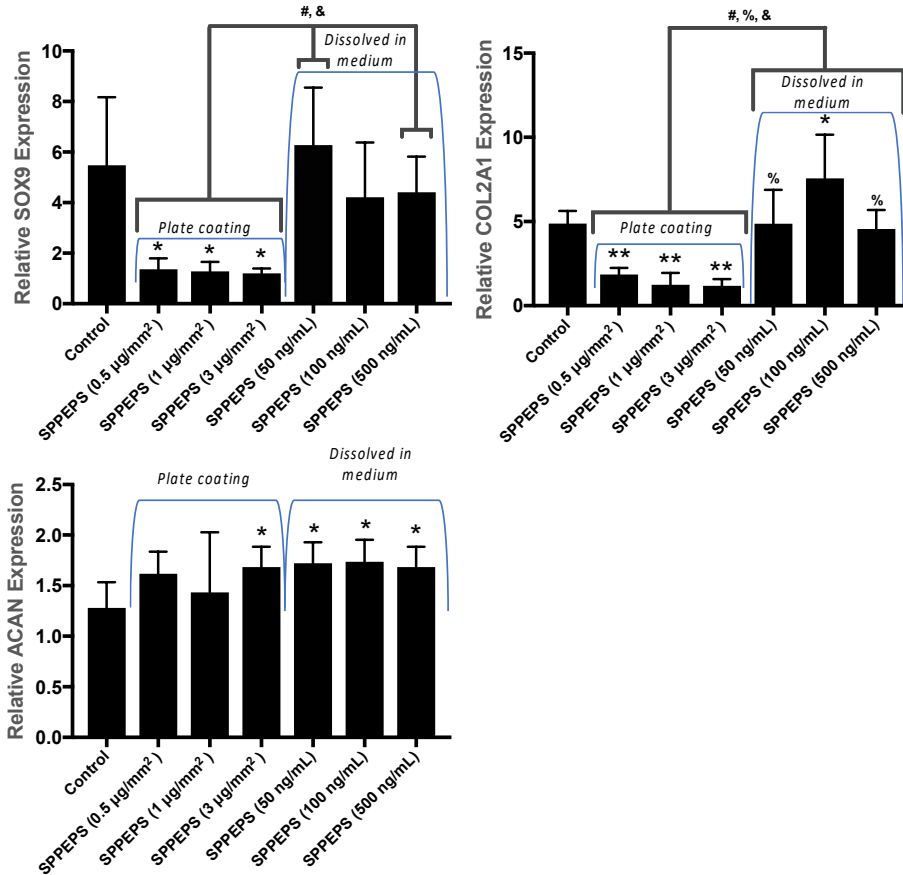 #, &
Dissolved in
medium
Relative SOX9 Expression
10
8
6
4
2
0
Plate coating
*
*
*
Control
SPPEPS (0.5 µg/mm²)
SPPEPS (1 µg/mm²)
SPPEPS (3 µg/mm²)
SPPEPS (50 ng/mL)
SPPEPS (100 ng/mL)
SPPEPS (500 ng/mL)
#, %, &
Dissolved in
medium
Relative COL2A1 Expression
15
10
5
0
Plate coating
**
**
**
%
*
%
Control
SPPEPS (0.5 µg/mm²)
SPPEPS (1 µg/mm²)
SPPEPS (3 µg/mm²)
SPPEPS (50 ng/mL)
SPPEPS (100 ng/mL)
SPPEPS (500 ng/mL)
Plate coating
Dissolved in
medium
Relative ACAN Expression
2.5
2.0
1.5
1.0
0.5
0.0
*
*
*
*
Control
SPPEPS (0.5 µg/mm²)
SPPEPS (1 µg/mm²)
SPPEPS (3 µg/mm²)
SPPEPS (50 ng/mL)
SPPEPS (100 ng/mL)
SPPEPS (500 ng/mL)